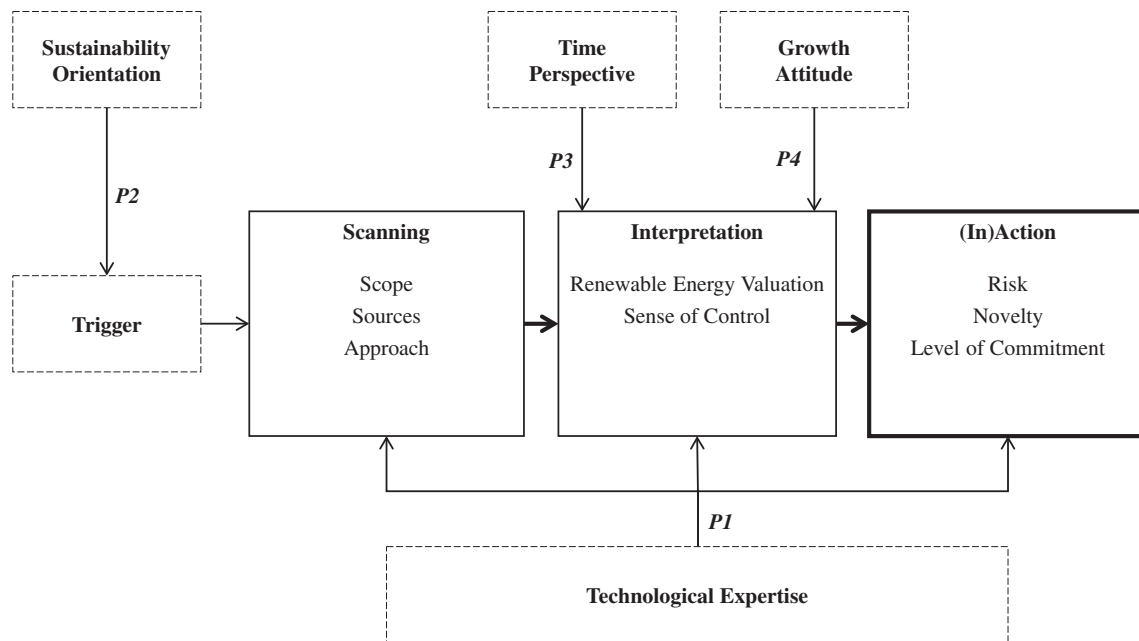 Sustainability
Orientation
Time
Perspective
Growth
Attitude
P2
P3
P4
Trigger
Scanning
Scope
Sources
Approach
Interpretation
Renewable Energy Valuation
Sense of Control
(In)Action
Risk
Novelty
Level of Commitment
P1
Technological Expertise